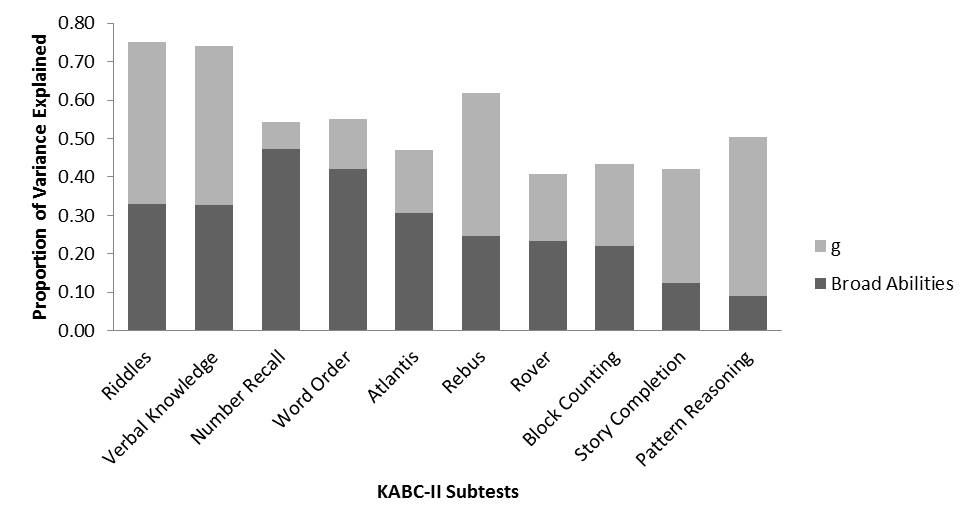 Proportion of Variance Explained
0.80
0.70
0.60
0.50
0.40
0.30
0.20
0.10
0.00
Riddles
Verbal Knowledge
Number Recall
Word Order
Atlantis
Rebus
Rover
Block Counting
Story Completion
Pattern Reasoning
KABC-II Subtests
g
Broad Abilities